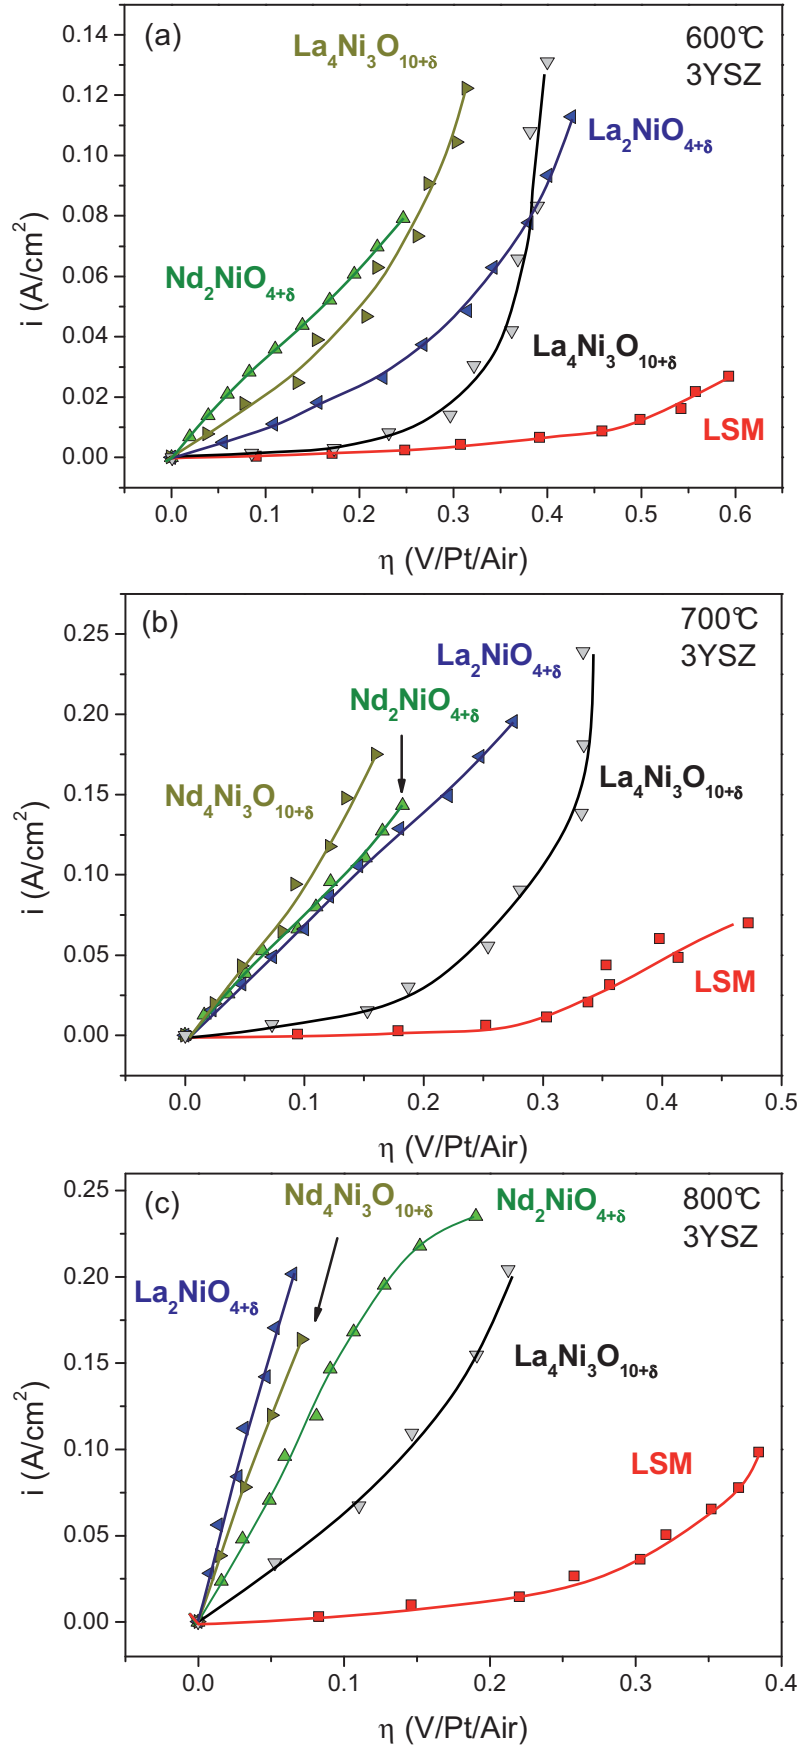 (a)
600℃
3YSZ
La₄Ni₃O₁₀₊δ
La₂NiO₄₊δ
Nd₂NiO₄₊δ
La₄Ni₃O₁₀₊δ
LSM
0.14
0.12
0.10
0.08
0.06
0.04
0.02
0.00
i (A/cm²)
0.0 0.1 0.2 0.3 0.4 0.5 0.6
η (V/Pt/Air)
(b)
700℃
3YSZ
La₂NiO₄₊δ
Nd₂NiO₄₊δ
Nd₄Ni₃O₁₀₊δ
La₄Ni₃O₁₀₊δ
LSM
0.25
0.20
0.15
0.10
0.05
0.00
i (A/cm²)
0.0 0.1 0.2 0.3 0.4 0.5
η (V/Pt/Air)
(c)
800℃
3YSZ
Nd₄Ni₃O₁₀₊δ
Nd₂NiO₄₊δ
La₂NiO₄₊δ
La₄Ni₃O₁₀₊δ
LSM
0.25
0.20
0.15
0.10
0.05
0.00
i (A/cm²)
0.0 0.1 0.2 0.3 0.4
η (V/Pt/Air)